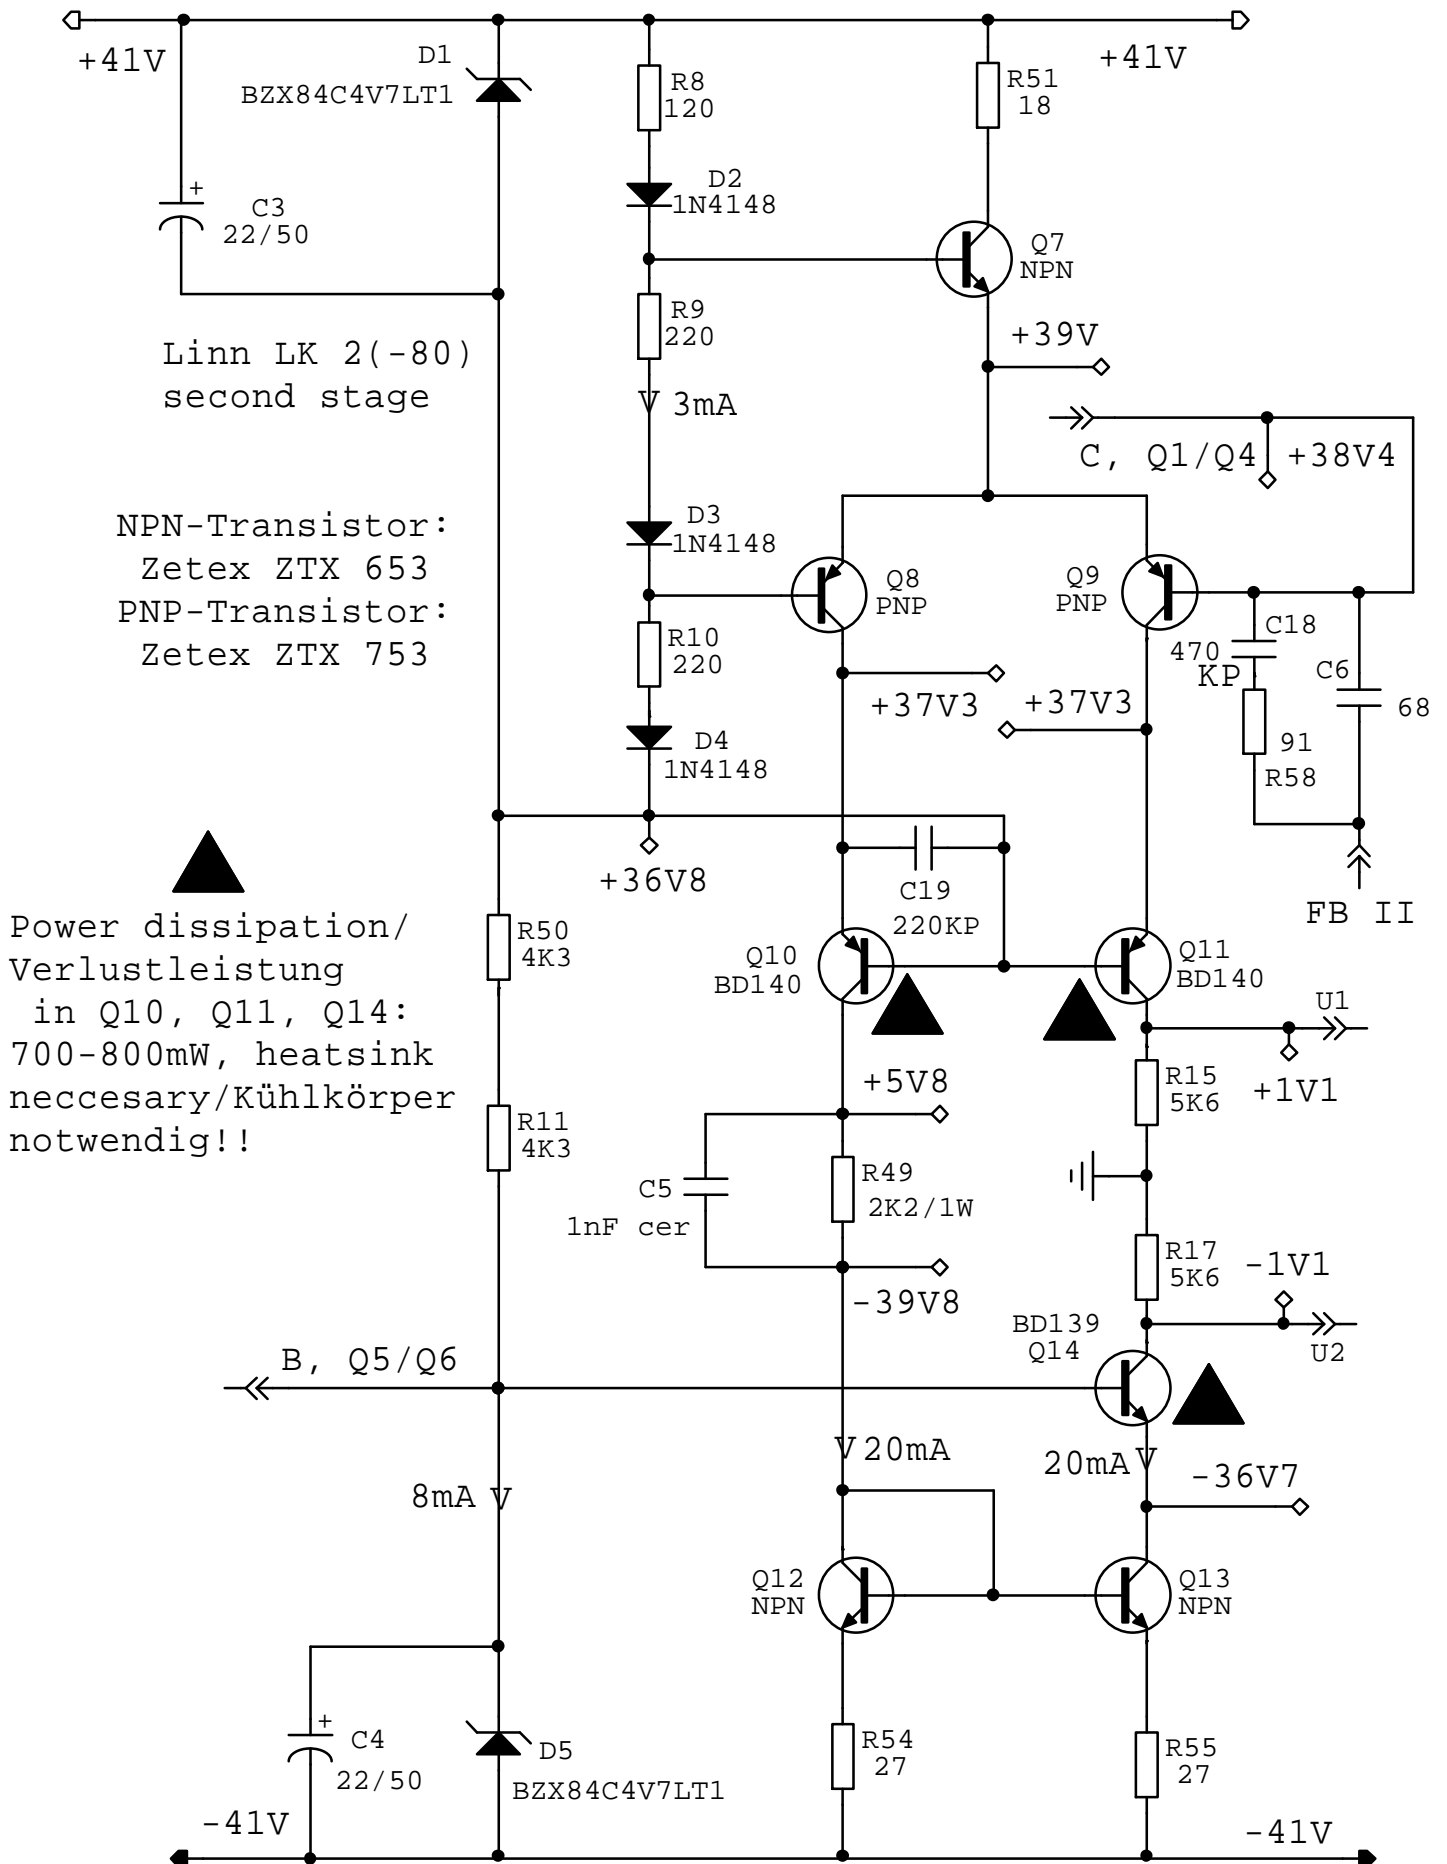 +41V
D1
BZX84C4V7LT1
R8
120
R51
18
+41V
D2
1N4148
+
C3
22/50
Q7
NPN
R9
220
+39V
Linn LK 2(-80)
second stage
V 3mA
C, Q1/Q4
+38V4
NPN-Transistor:
Zetex ZTX 653
PNP-Transistor:
Zetex ZTX 753
D3
1N4148
Q8
PNP
Q9
PNP
R10
220
C18
470
KP
C6
68
+37V3
+37V3
D4
1N4148
91
R58
+36V8
C19
220KP
FB II
Power dissipation/
Verlustleistung
in Q10, Q11, Q14:
700-800mW, heatsink
neccesary/Kühlkörper
notwendig!!
R50
4K3
Q10
BD140
Q11
BD140
U1
+5V8
R15
5K6
+1V1
R11
4K3
C5
1nF cer
R49
2K2/1W
R17
5K6
-1V1
-39V8
BD139
Q14
U2
B, Q5/Q6
V 20mA
20mA V
-36V7
8mA V
Q12
NPN
Q13
NPN
+
C4
22/50
D5
BZX84C4V7LT1
R54
27
R55
27
-41V
-41V